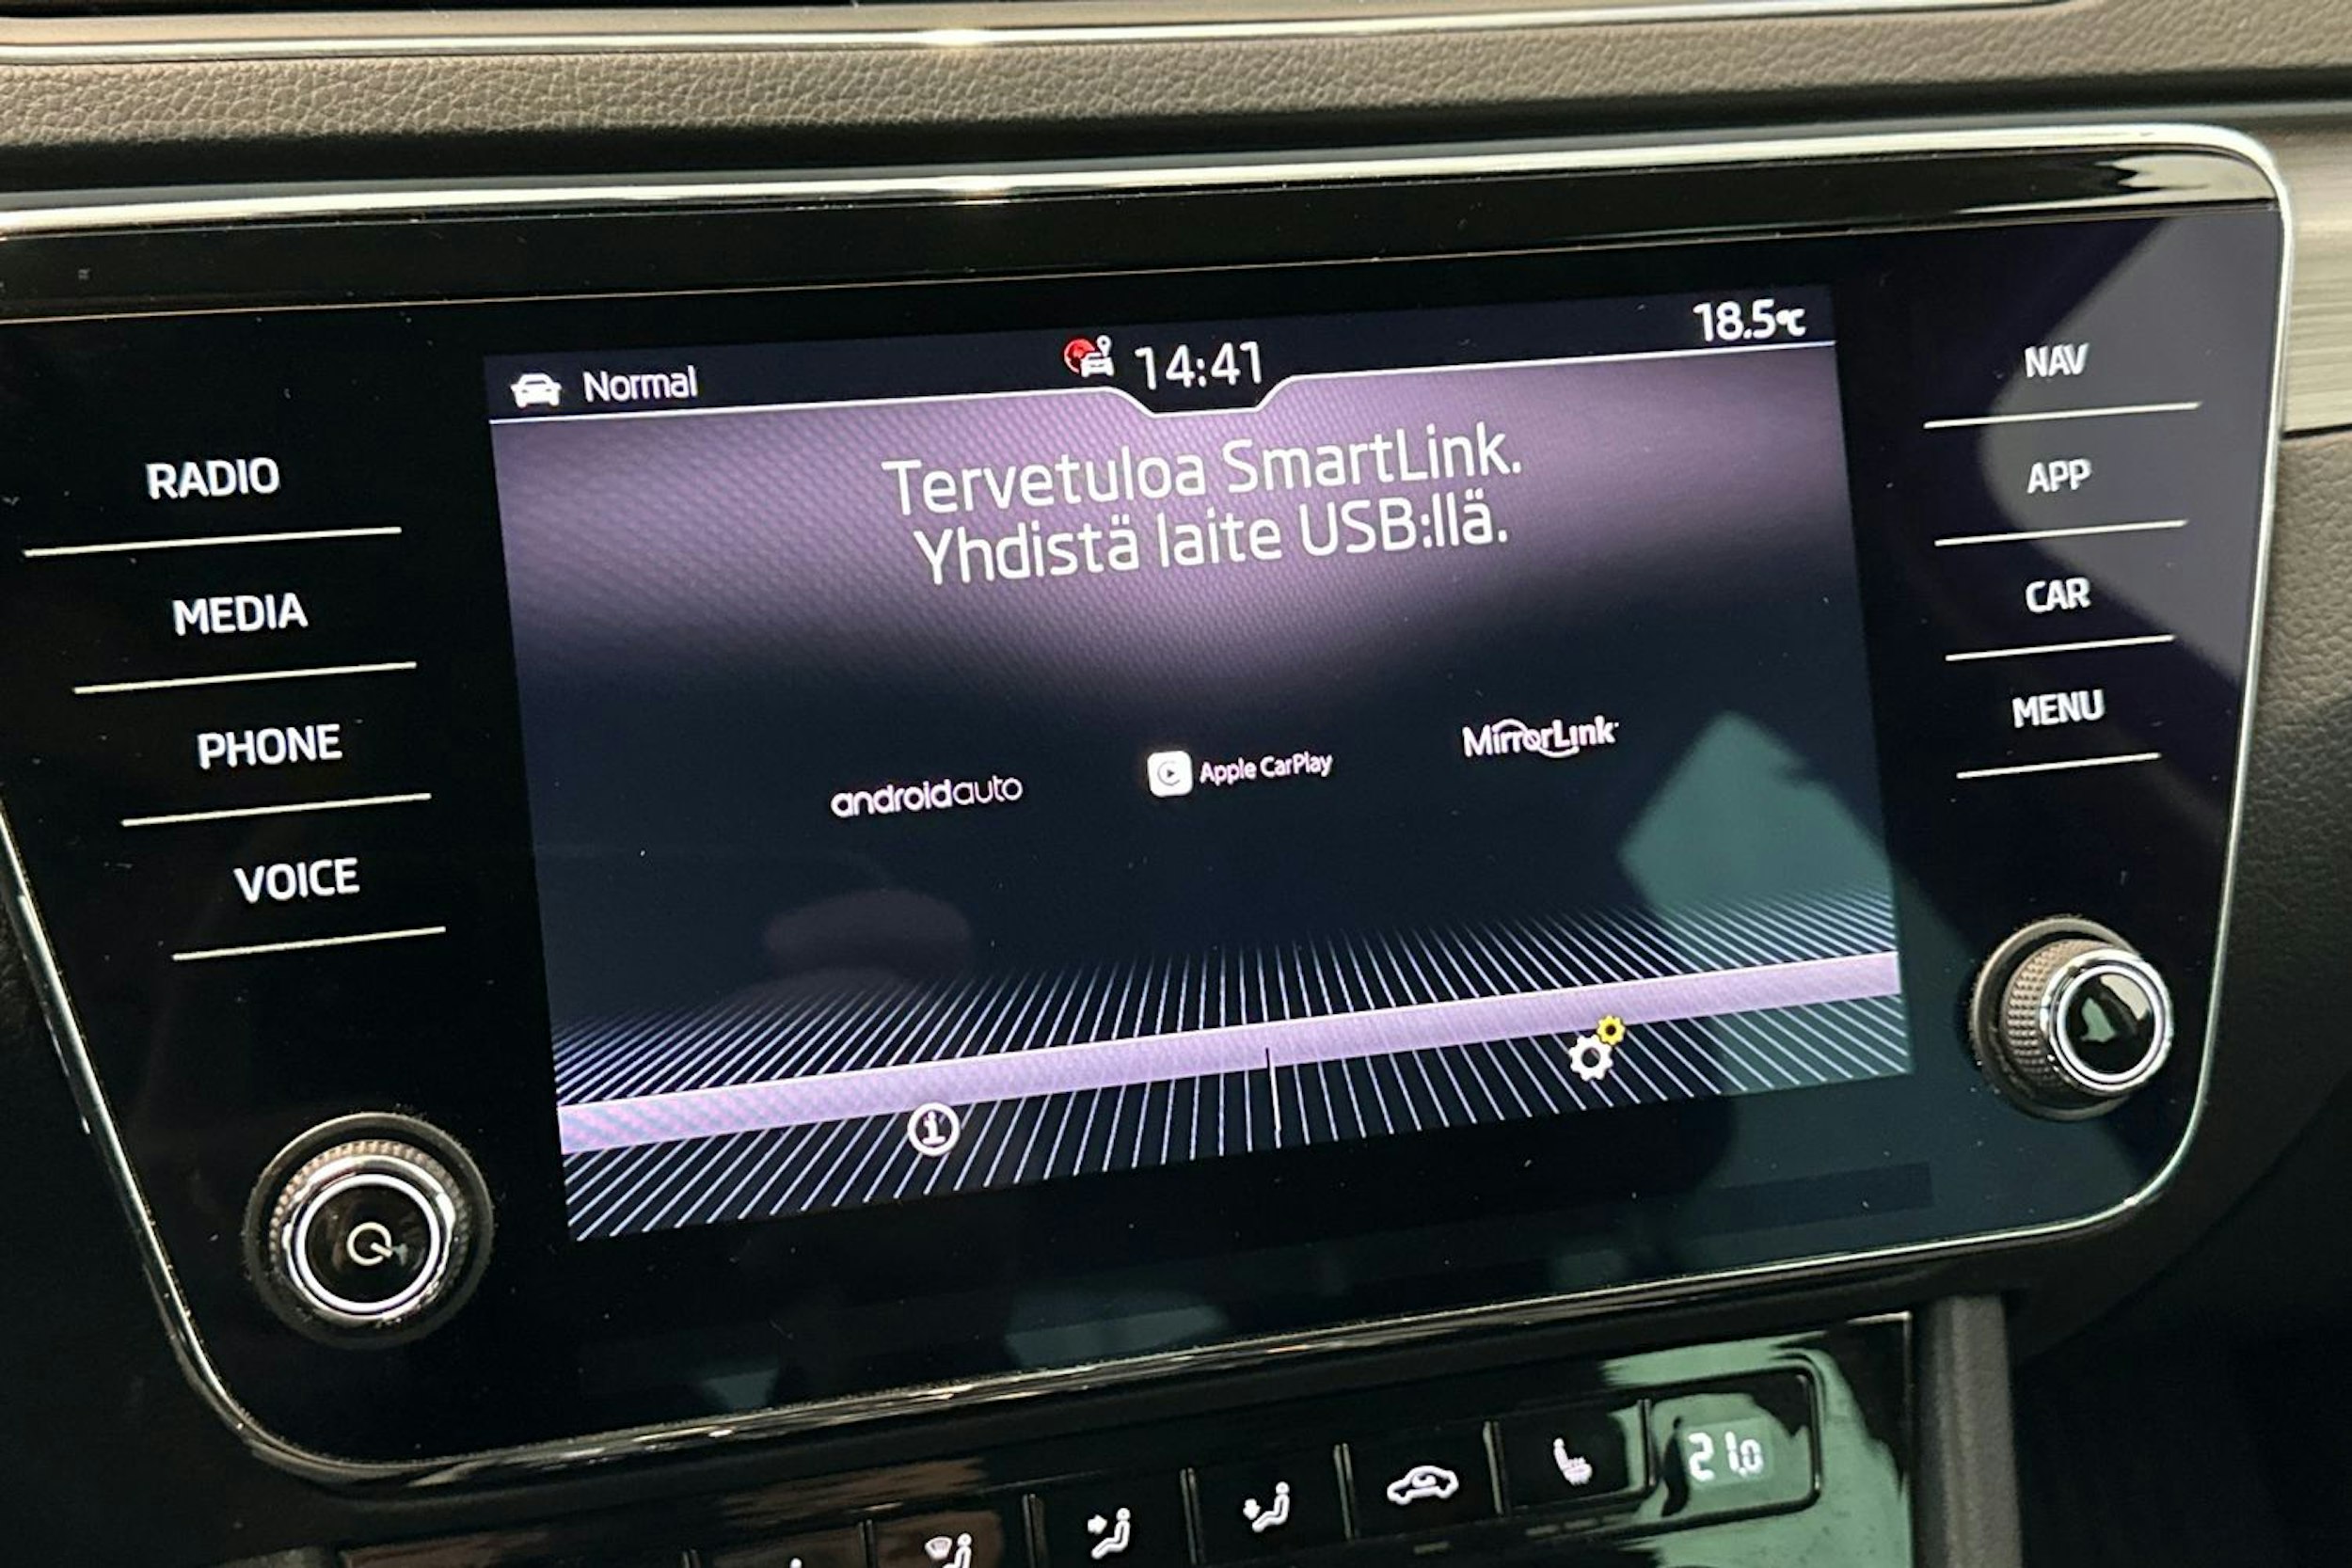 Normal
14:41
18.5°C
Tervetuloa SmartLink.
Yhdistä laite USB:llä.
androidauto
Apple CarPlay
MirrorLink
RADIO
MEDIA
PHONE
VOICE
NAV
APP
CAR
MENU
21.0